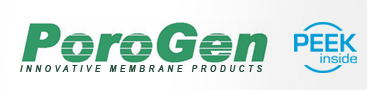 PoroGen
INNOVATIVE MEMBRANE PRODUCTS
PEEK
inside